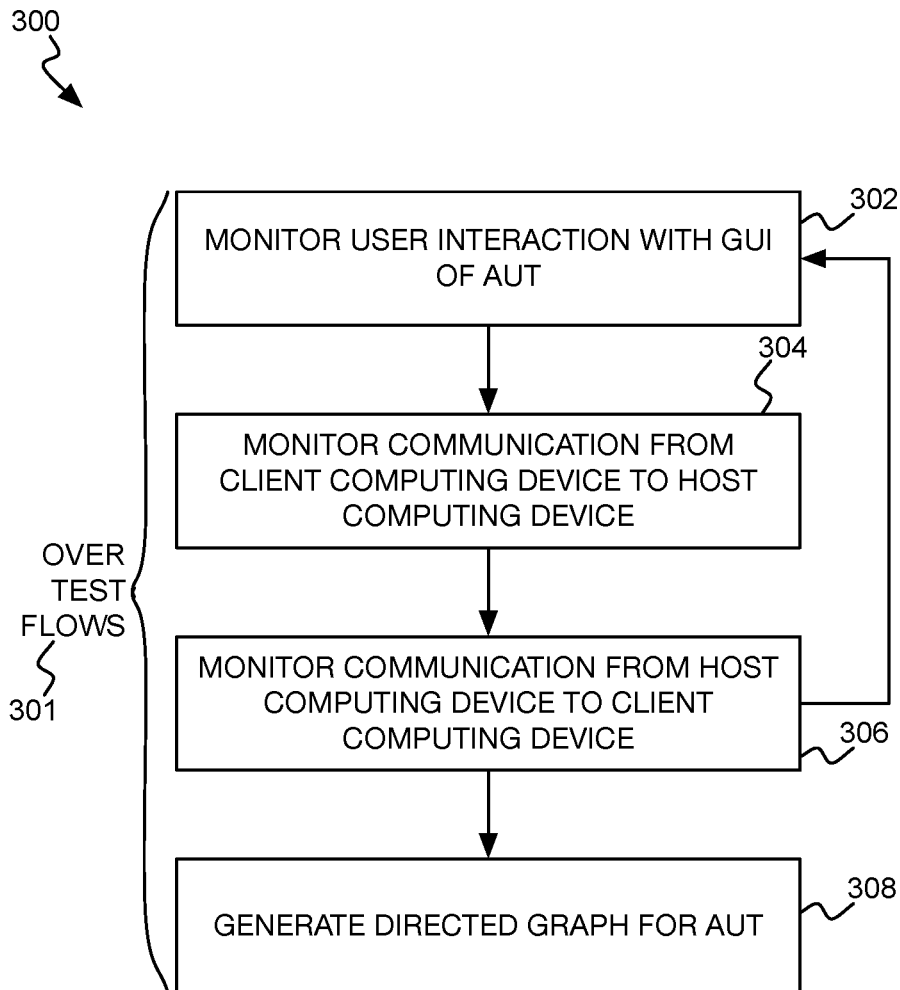 300
302
MONITOR USER INTERACTION WITH GUI
OF AUT
304
MONITOR COMMUNICATION FROM
CLIENT COMPUTING DEVICE TO HOST
COMPUTING DEVICE
OVER
TEST
FLOWS
301
MONITOR COMMUNICATION FROM HOST
COMPUTING DEVICE TO CLIENT
COMPUTING DEVICE
306
308
GENERATE DIRECTED GRAPH FOR AUT